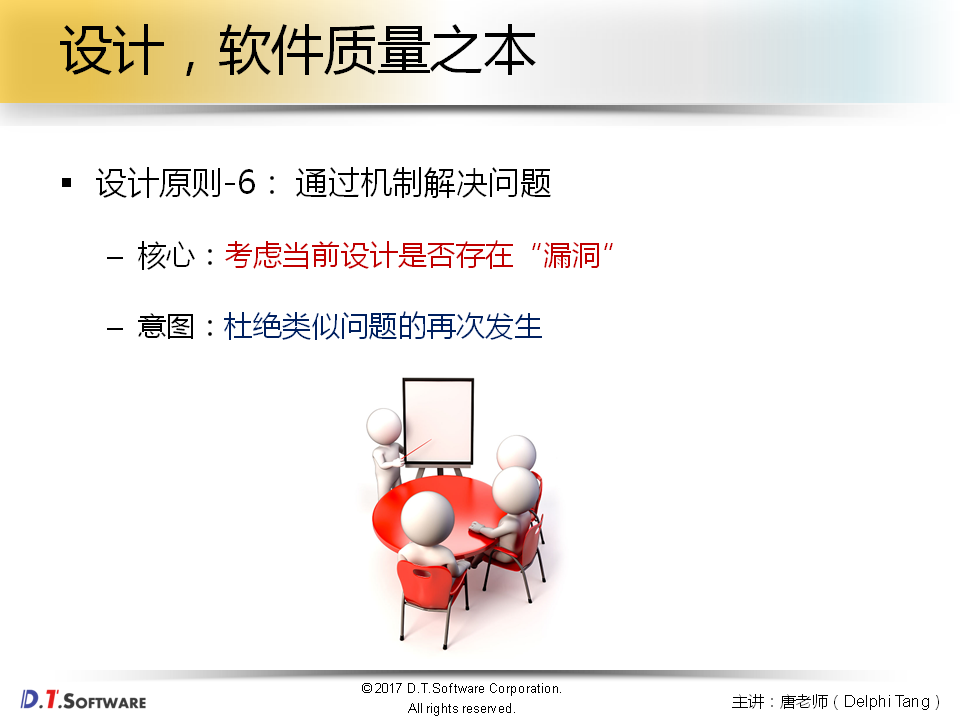 设计，软件质量之本
▪ 设计原则-6： 通过机制解决问题
– 核心：考虑当前设计是否存在“漏洞”
– 意图：杜绝类似问题的再次发生
D.T.SOFTWARE
©2017 D.T.Software Corporation.
All rights reserved.
主讲：唐老师（Delphi Tang）